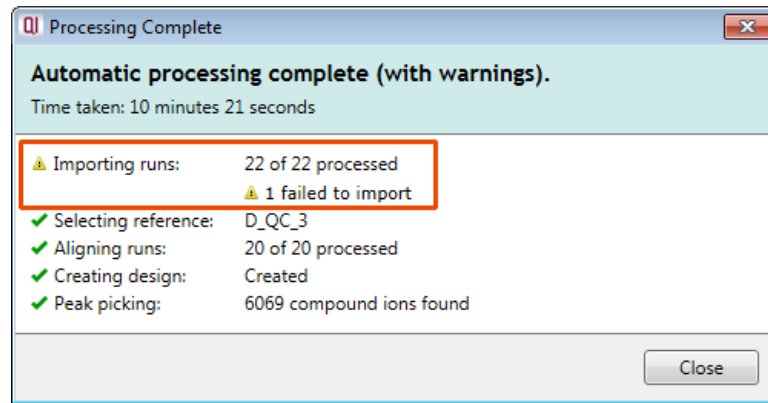 QI Processing Complete
Automatic processing complete (with warnings).
Time taken: 10 minutes 21 seconds
Importing runs: 22 of 22 processed
1 failed to import
Selecting reference: D_QC_3
Aligning runs: 20 of 20 processed
Creating design: Created
Peak picking: 6069 compound ions found
Close